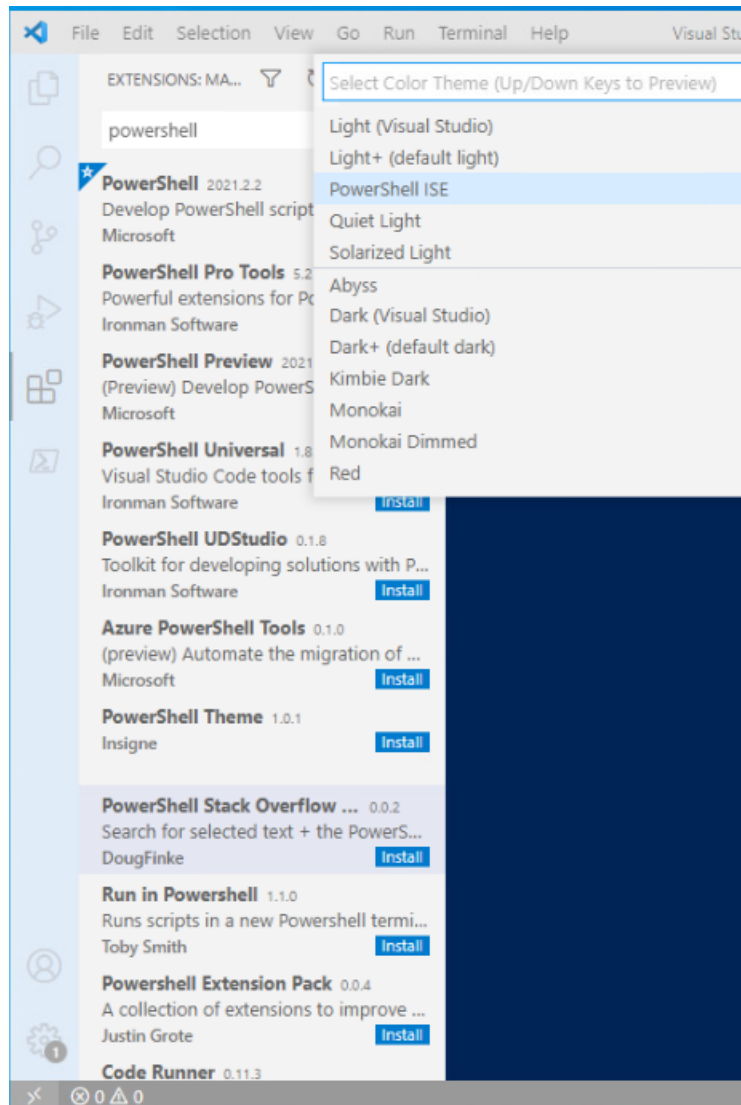 File Edit Selection View Go Run Terminal Help Visual Stu
EXTENSIONS: MA...
powershell
PowerShell 2021.2.2
Develop PowerShell script
Microsoft
PowerShell Pro Tools 5.2
Powerful extensions for Po
Ironman Software
PowerShell Preview 2021
(Preview) Develop PowerS
Microsoft
PowerShell Universal 1.8
Visual Studio Code tools f
Ironman Software Install
PowerShell UDStudio 0.1.8
Toolkit for developing solutions with P...
Ironman Software Install
Azure PowerShell Tools 0.1.0
(preview) Automate the migration of ...
Microsoft Install
PowerShell Theme 1.0.1
Insigne Install
PowerShell Stack Overflow ... 0.0.2
Search for selected text + the PowerS...
DougFinke Install
Run in Powershell 1.1.0
Runs scripts in a new Powershell termi...
Toby Smith Install
Powershell Extension Pack 0.0.4
A collection of extensions to improve ...
Justin Grote Install
Code Runner 0.11.3
Select Color Theme (Up/Down Keys to Preview)
Light (Visual Studio)
Light+ (default light)
PowerShell ISE
Quiet Light
Solarized Light
Abyss
Dark (Visual Studio)
Dark+ (default dark)
Kimbie Dark
Monokai
Monokai Dimmed
Red
1
0 0